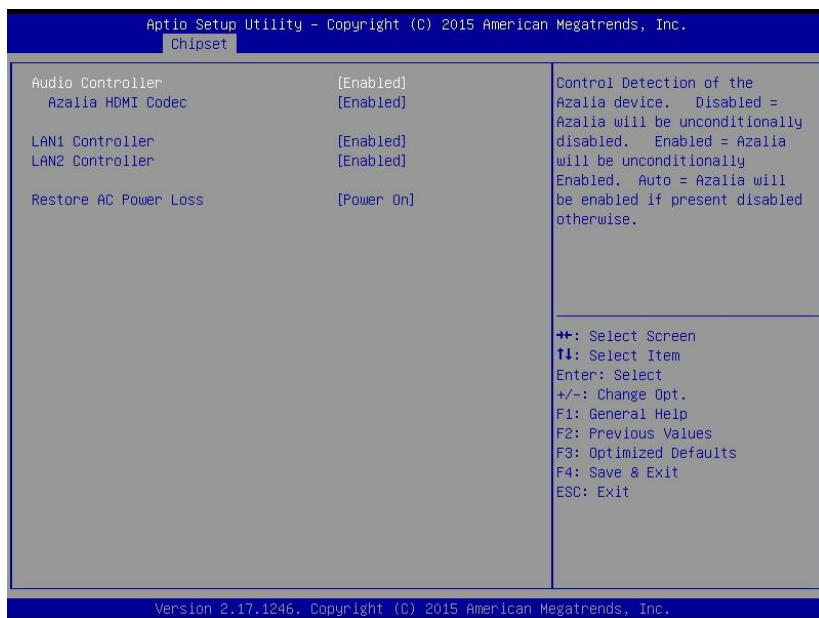 Aptio Setup Utility – Copyright (C) 2015 American Megatrends, Inc.
Chipset
Audio Controller [Enabled]
Azalia HDMI Codec [Enabled]
LAN1 Controller [Enabled]
LAN2 Controller [Enabled]
Restore AC Power Loss [Power On]
Control Detection of the
Azalia device. Disabled =
Azalia will be unconditionally
disabled. Enabled = Azalia
will be unconditionally
Enabled. Auto = Azalia will
be enabled if present disabled
otherwise.
→←: Select Screen
↑↓: Select Item
Enter: Select
+/-: Change Opt.
F1: General Help
F2: Previous Values
F3: Optimized Defaults
F4: Save & Exit
ESC: Exit
Version 2.17.1246. Copyright (C) 2015 American Megatrends, Inc.